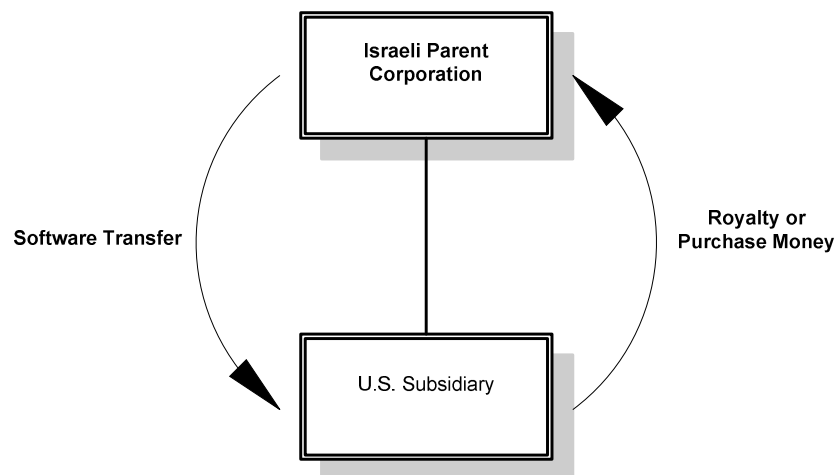 Israeli Parent
Corporation
Software Transfer
Royalty or
Purchase Money
U.S. Subsidiary